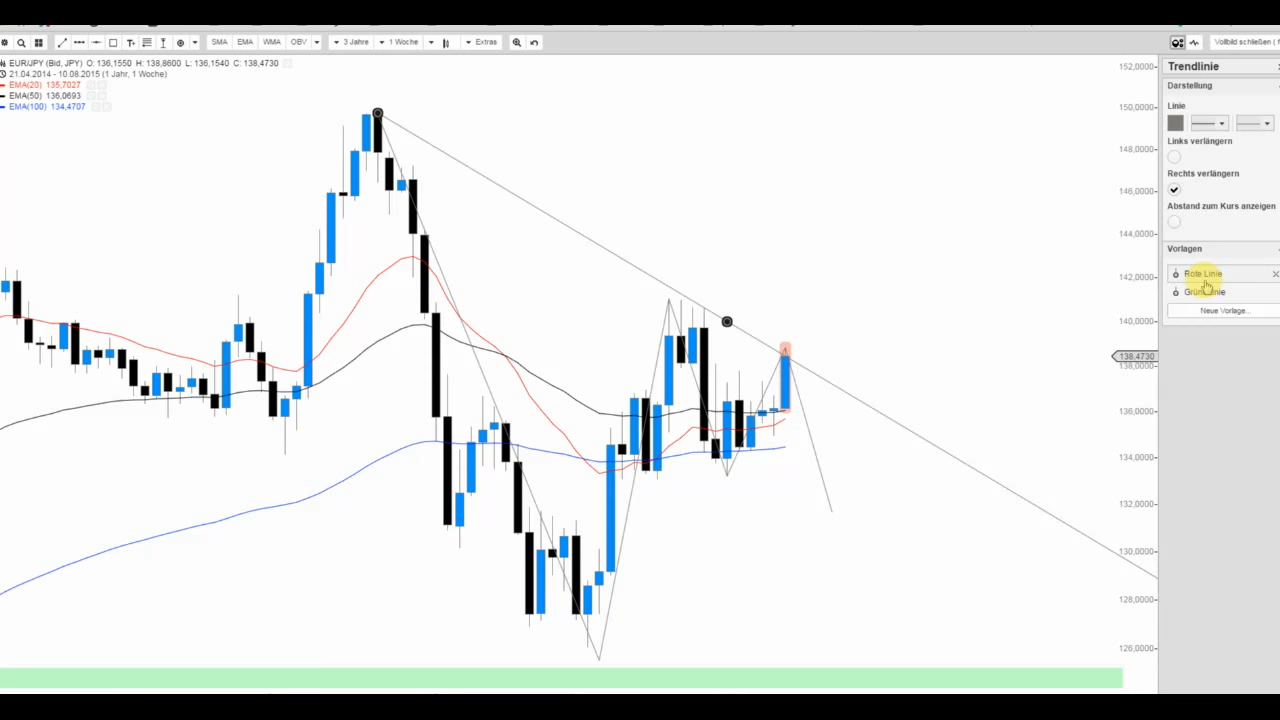 SMA EMA WMA OBV 3 Jahre 1 Woche Extras Vollbild schließen
EUR/JPY (Bid, JPY) O: 136,1550 H: 138,8600 L: 136,1540 C: 138,4730
21.04.2014 - 10.08.2015 (1 Jahr, 1 Woche)
EMA(20) 135,7027
EMA(50) 136,0693
EMA(100) 134,4707
152,0000
150,0000
148,0000
146,0000
144,0000
142,0000
140,0000
138,4730
138,0000
136,0000
134,0000
132,0000
130,0000
128,0000
126,0000
Trendlinie
Darstellung
Linie
Links verlängern
Rechts verlängern
Abstand zum Kurs anzeigen
Vorlagen
Rote Linie
Grüne Linie
Neue Vorlage...